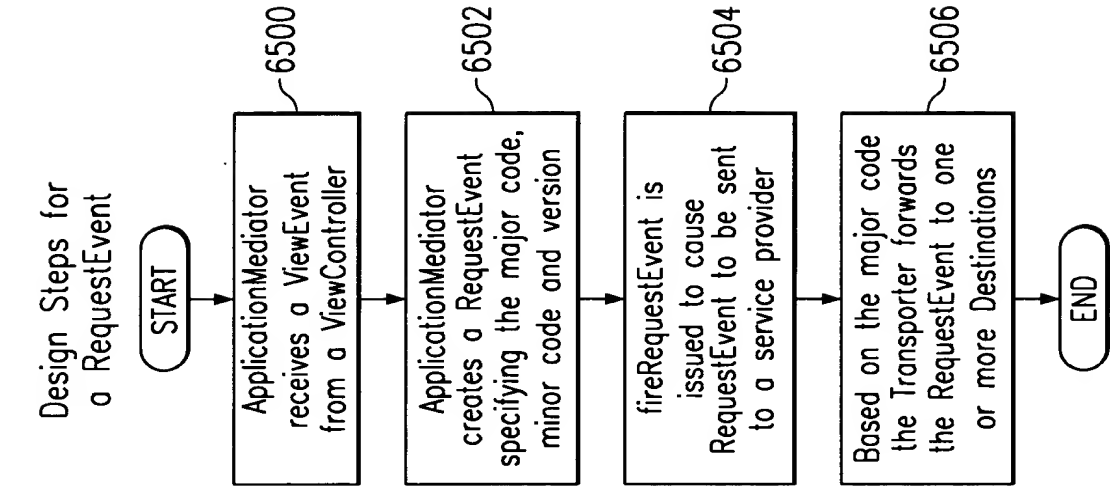 Design Steps for
a RequestEvent
START
ApplicationMediator
receives a ViewEvent
from a ViewController
6500
ApplicationMediator
creates a RequestEvent
specifying the major code,
minor code and version
6502
fireRequestEvent is
issued to cause
RequestEvent to be sent
to a service provider
6504
Based on the major code
the Transporter forwards
the RequestEvent to one
or more Destinations
6506
END